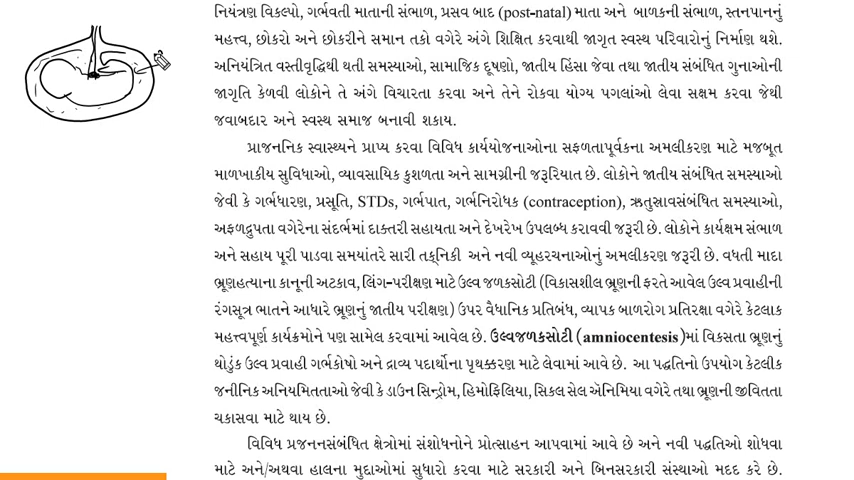 નિયંત્રણ વિકલ્પો, ગર્ભવતી માતાની સંભાળ, પ્રસવ બાદ (post-natal) માતા અને બાળકની સંભાળ, સ્તનપાનનું
મહત્ત્વ, છોકરો અને છોકરીને સમાન તકો વગેરે અંગે શિક્ષિત કરવાથી જાગૃત સ્વસ્થ પરિવારોનું નિર્માણ થશે.
અનિયંત્રિત વસ્તીવૃદ્ધિથી થતી સમસ્યાઓ, સામાજિક દૂષણો, જાતીય હિંસા જેવા તથા જાતીય સંબંધિત ગુનાઓની
જાગૃતિ કેળવી લોકોને તે અંગે વિચારતા કરવા અને તેને રોકવા યોગ્ય પગલાંઓ લેવા સક્ષમ કરવા જેથી
જવાબદાર અને સ્વસ્થ સમાજ બનાવી શકાય.
પ્રાજનનિક સ્વાસ્થ્યને પ્રાપ્ય કરવા વિવિધ કાર્યયોજનાઓના સફળતાપૂર્વકના અમલીકરણ માટે મજબૂત
માળખાકીય સુવિધાઓ, વ્યાવસાયિક કુશળતા અને સામગ્રીની જરૂરિયાત છે. લોકોને જાતીય સંબંધિત સમસ્યાઓ
જેવી કે ગર્ભધારણ, પ્રસૂતિ, STDs, ગર્ભપાત, ગર્ભનિરોધક (contraception), ઋતુસ્રાવસંબંધિત સમસ્યાઓ,
અફળદ્રુપતા વગેરેના સંદર્ભમાં દાક્તરી સહાયતા અને દેખરેખ ઉપલબ્ધ કરાવવી જરૂરી છે. લોકોને કાર્યક્ષમ સંભાળ
અને સહાય પૂરી પાડવા સમયાંતરે સારી તક્નિકી અને નવી વ્યૂહરચનાઓનું અમલીકરણ જરૂરી છે. વધતી માદા
ભ્રૂણહત્યાના કાનૂની અટકાવ, લિંગ-પરીક્ષણ માટે ઉલ્વ જળકસોટી (વિકાસશીલ ભ્રૂણની ફરતે આવેલ ઉલ્વ પ્રવાહીની
રંગસૂત્ર ભાતને આધારે ભ્રૂણનું જાતીય પરીક્ષણ) ઉપર વૈધાનિક પ્રતિબંધ, વ્યાપક બાળરોગ પ્રતિરક્ષા વગેરે કેટલાક
મહત્ત્વપૂર્ણ કાર્યક્રમોને પણ સામેલ કરવામાં આવેલ છે. ઉલ્વજળકસોટી (amniocentesis)માં વિકસતા ભ્રૂણનું
થોડુંક ઉલ્વ પ્રવાહી ગર્ભકોષો અને દ્રાવ્ય પદાર્થોના પૃથક્કરણ માટે લેવામાં આવે છે. આ પદ્ધતિનો ઉપયોગ કેટલીક
જનીનિક અનિયમિતતાઓ જેવી કે ડાઉન સિન્ડ્રોમ, હિમોફિલિયા, સિકલ સેલ ઍનિમિયા વગેરે તથા ભ્રૂણની જીવિતતા
ચકાસવા માટે થાય છે.
વિવિધ પ્રજનનસંબંધિત ક્ષેત્રોમાં સંશોધનોને પ્રોત્સાહન આપવામાં આવે છે અને નવી પદ્ધતિઓ શોધવા
માટે અને/અથવા હાલના મુદ્દાઓમાં સુધારો કરવા માટે સરકારી અને બિનસરકારી સંસ્થાઓ મદદ કરે છે.